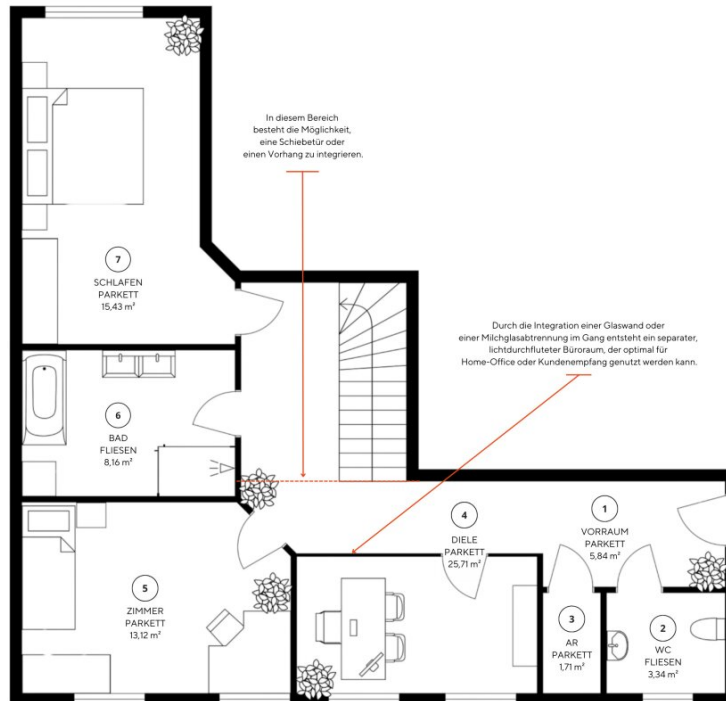 In diesem Bereich
besteht die Möglichkeit,
eine Schiebetür oder
einen Vorhang zu integrieren.
7
SCHLAFEN
PARKETT
15,43 m²
Durch die Integration einer Glaswand oder
einer Milchglasabtrennung im Gang entsteht ein separater,
lichtdurchfluteter Büroraum, der optimal für
Home-Office oder Kundenempfang genutzt werden kann.
6
BAD
FLIESEN
8,16 m²
4
DIELE
PARKETT
25,71 m²
1
VORRAUM
PARKETT
5,84 m²
5
ZIMMER
PARKETT
13,12 m²
3
AR
PARKETT
1,71 m²
2
WC
FLIESEN
3,34 m²